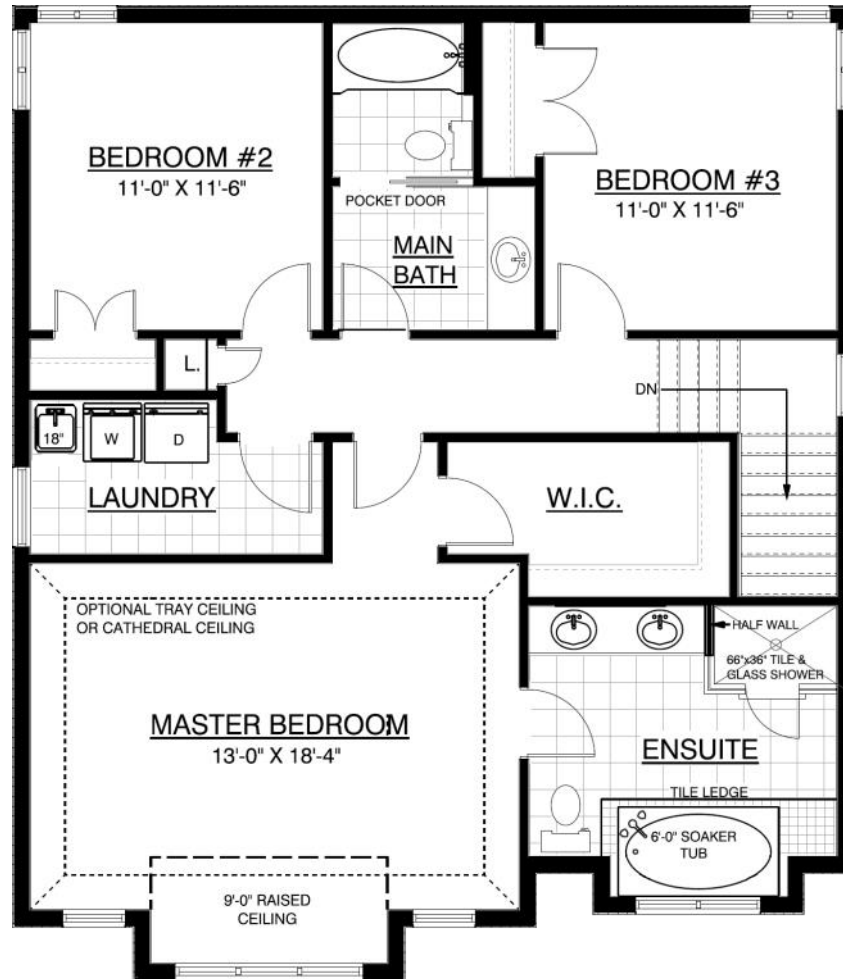 BEDROOM #2
11'-0" X 11'-6"
POCKET DOOR
MAIN
BATH
BEDROOM #3
11'-0" X 11'-6"
L.
DN
18"
W
D
LAUNDRY
W.I.C.
OPTIONAL TRAY CEILING
OR CATHEDRAL CEILING
HALF WALL
66"x36" TILE &
GLASS SHOWER
MASTER BEDROOM
13'-0" X 18'-4"
ENSUITE
TILE LEDGE
6'-0" SOAKER
TUB
9'-0" RAISED
CEILING